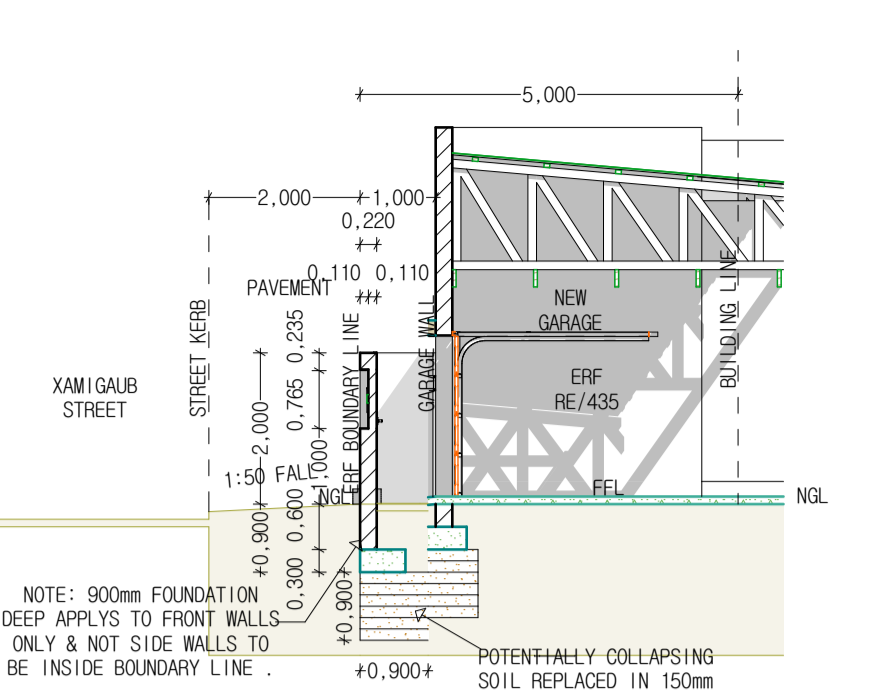 5,000
2,000
1,000
0,220
0,110 0,110
PAVEMENT
STREET KERB
0,235
ERF BOUNDARY LINE
GARAGE WALL
NEW
GARAGE
BUILDING LINE
XAMIGAUB
STREET
ERF
RE/435
0,765
2,000
1,000
1:50 FALL
NGL
FFL
NGL
0,900
0,600
0,300
0,900
NOTE: 900mm FOUNDATION
DEEP APPLYS TO FRONT WALLS
ONLY & NOT SIDE WALLS TO
BE INSIDE BOUNDARY LINE .
0,900
POTENTIALLY COLLAPSING
SOIL REPLACED IN 150mm